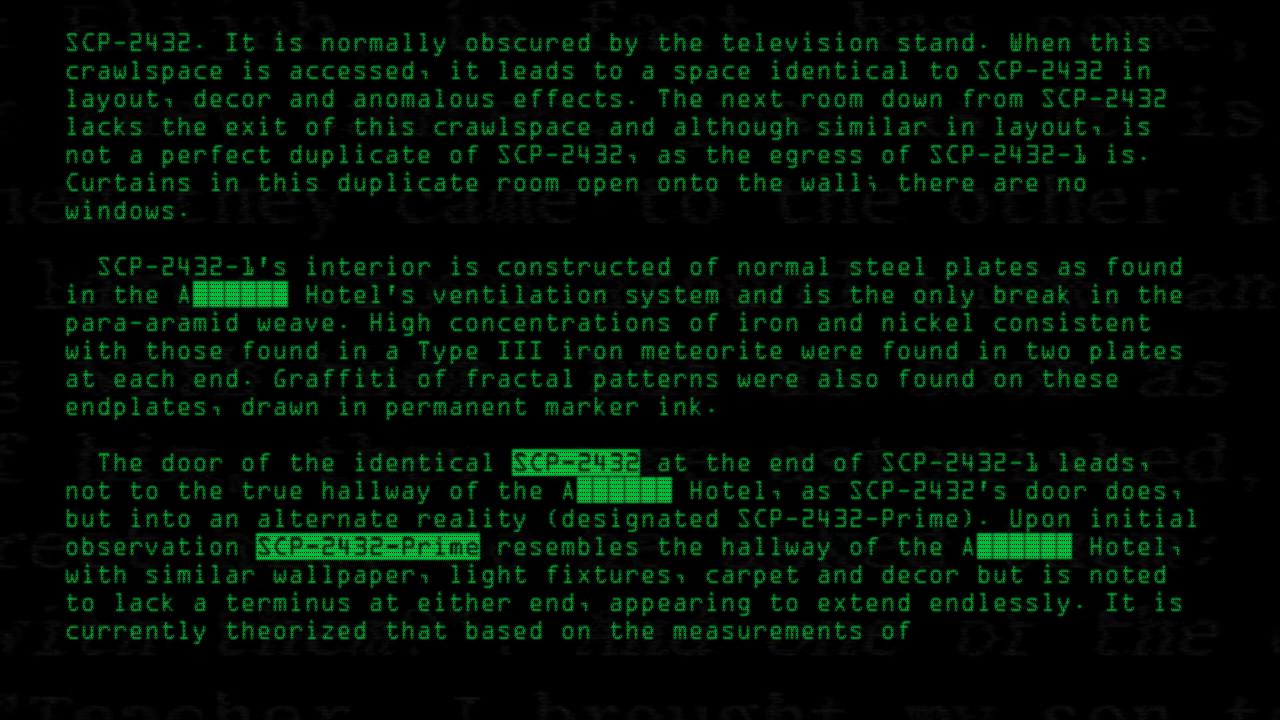 SCP-2432. It is normally obscured by the television stand. When this
crawlspace is accessed, it leads to a space identical to SCP-2432 in
layout, decor and anomalous effects. The next room down from SCP-2432
lacks the exit of this crawlspace and although similar in layout, is
not a perfect duplicate of SCP-2432, as the egress of SCP-2432-1 is.
Curtains in this duplicate room open onto the wall; there are no
windows.
SCP-2432-1's interior is constructed of normal steel plates as found
in the A██████ Hotel's ventilation system and is the only break in the
para-aramid weave. High concentrations of iron and nickel consistent
with those found in a Type III iron meteorite were found in two plates
at each end. Graffiti of fractal patterns were also found on these
endplates, drawn in permanent marker ink.
The door of the identical SCP-2432 at the end of SCP-2432-1 leads,
not to the true hallway of the A██████ Hotel, as SCP-2432's door does,
but into an alternate reality (designated SCP-2432-Prime). Upon initial
observation SCP-2432-Prime resembles the hallway of the A██████ Hotel,
with similar wallpaper, light fixtures, carpet and decor but is noted
to lack a terminus at either end, appearing to extend endlessly. It is
currently theorized that based on the measurements of
"Teacher, I brought my son t